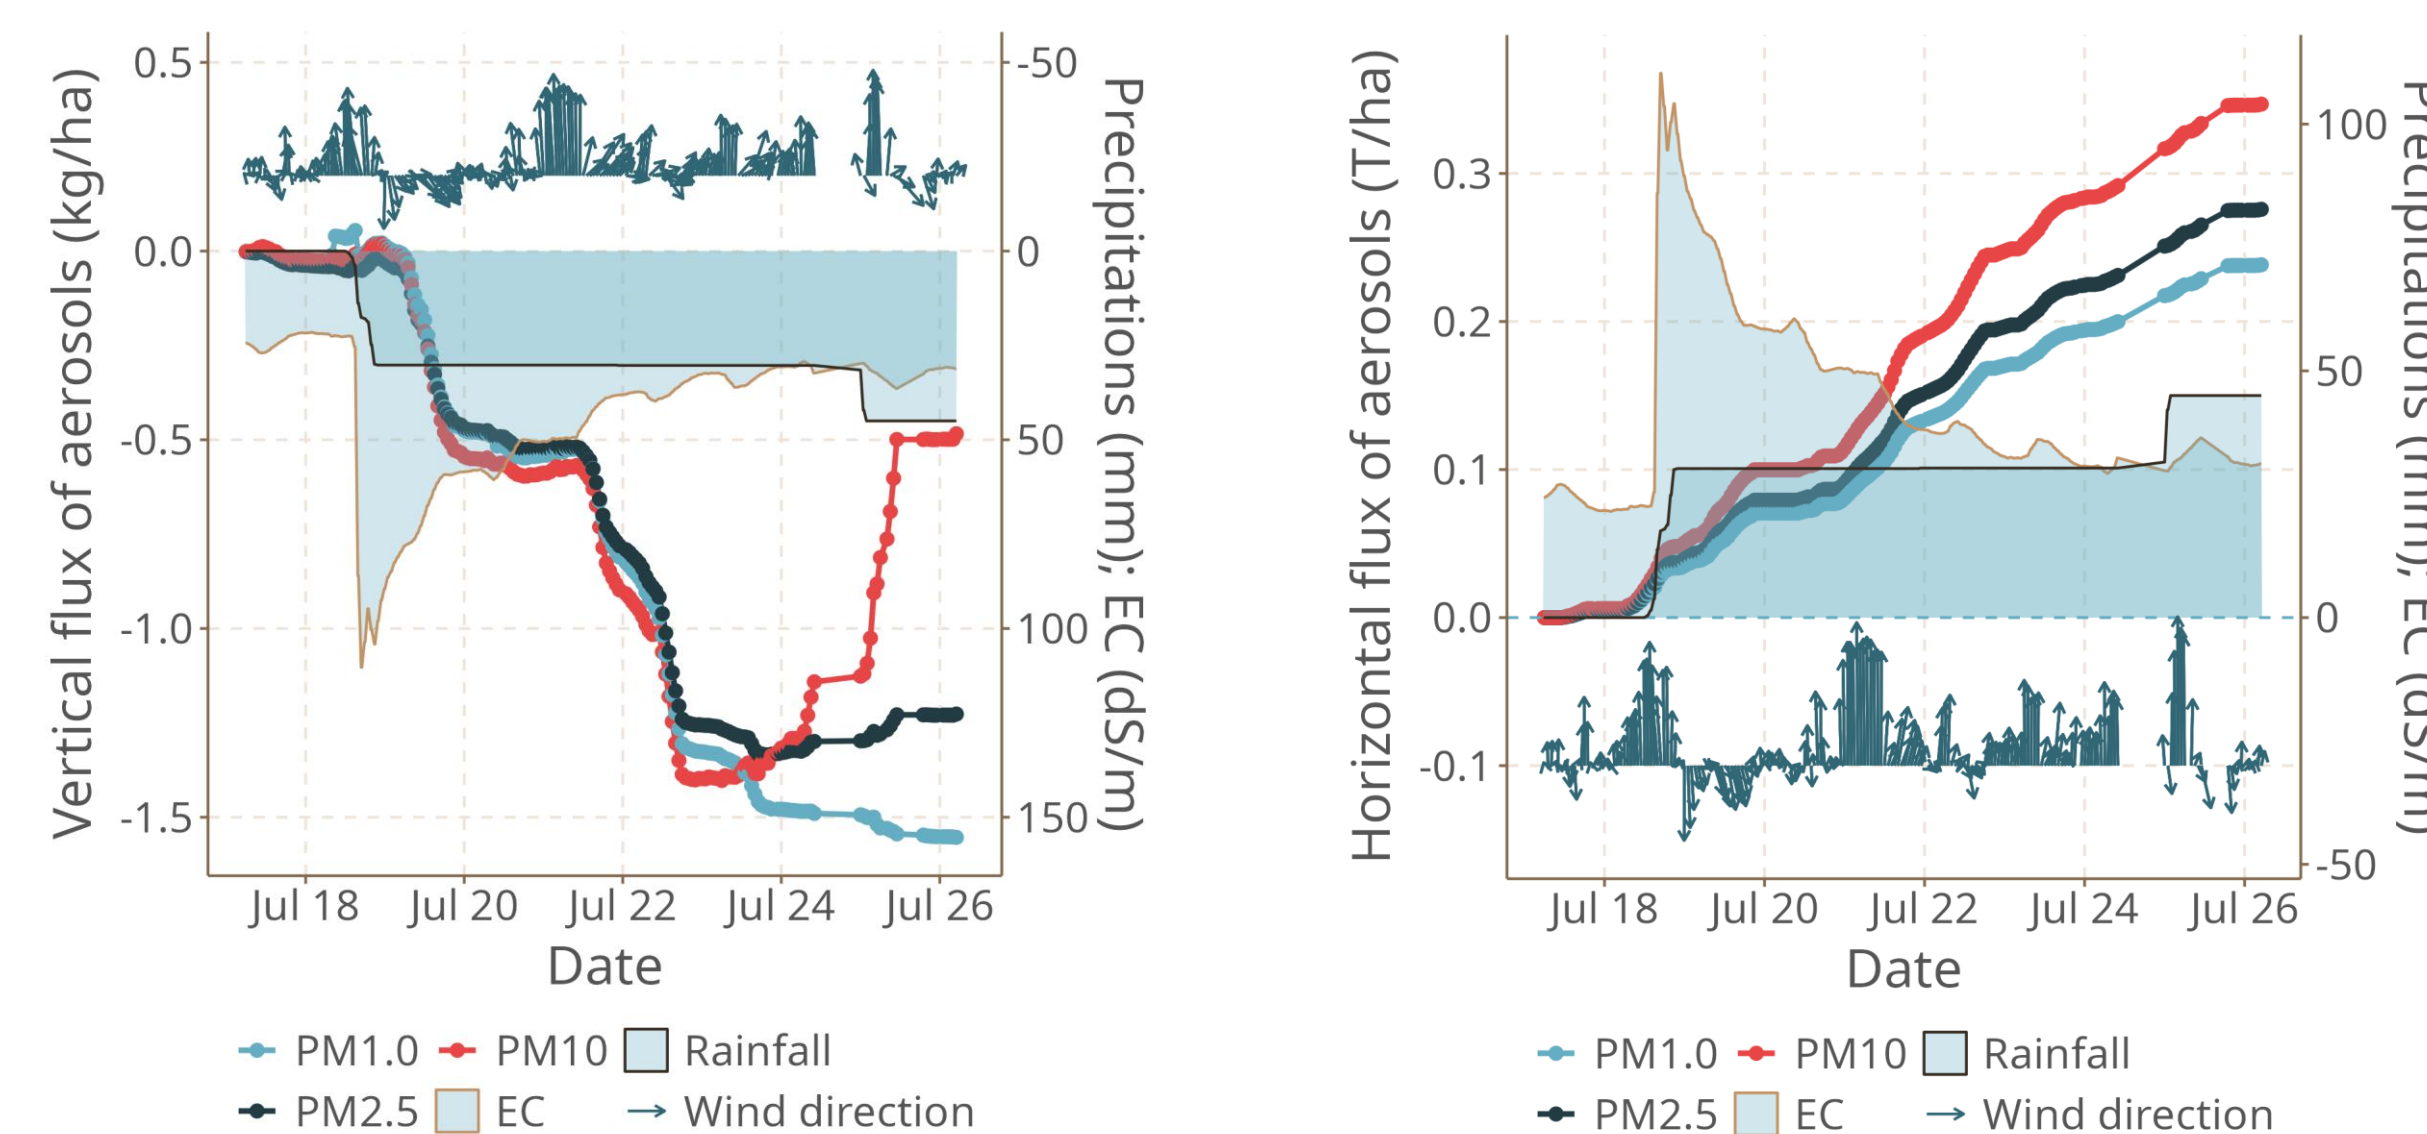 Vertical flux of aerosols (kg/ha)
0.5
0.0
-0.5
-1.0
-1.5
-50
0
50
100
150
Precipitations (mm); EC (dS/m)
Jul 18 Jul 20 Jul 22 Jul 24 Jul 26
Date
PM1.0 PM10 Rainfall
PM2.5 EC Wind direction
Horizontal flux of aerosols (T/ha)
0.3
0.2
0.1
0.0
-0.1
100
50
0
-50
Precipitations (mm); EC (dS/m)
Jul 18 Jul 20 Jul 22 Jul 24 Jul 26
Date
PM1.0 PM10 Rainfall
PM2.5 EC Wind direction